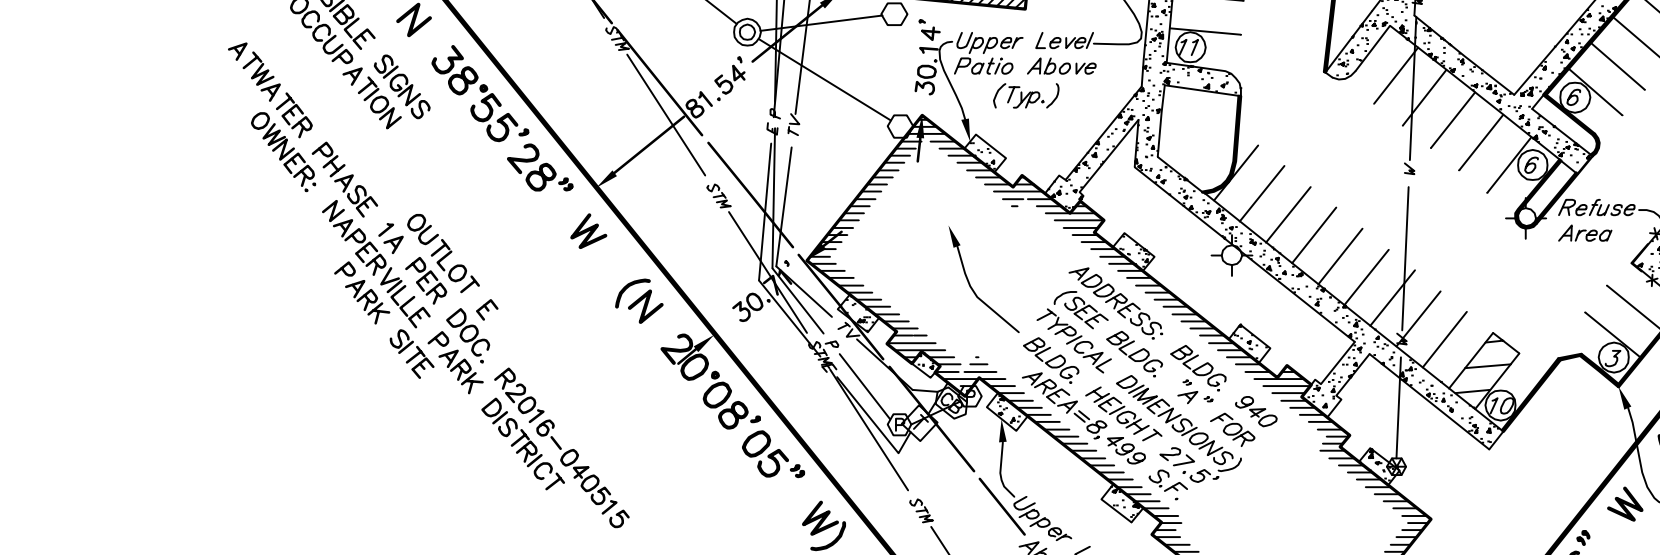 SIBLE SIGNS
OCCUPATION
N 38°55'28" W (N 20°08'05" W)
OUTLOT E
ATWATER PHASE 1A PER DOC. R2016-040515
OWNER: NAPERVILLE PARK DISTRICT
PARK SITE
81.54'
STM
STM
STM
STM
E
P
TV
TV
P
30.
30.14'
Upper Level
Patio Above
(Typ.)
11
6
6
W
W
Refuse
Area
3
10
ADDRESS: BLDG. 940
(SEE BLDG. "A" FOR
TYPICAL DIMENSIONS)
BLDG. HEIGHT 27.5'
AREA=8,499 S.F.
P
T
CB
Upper
" W